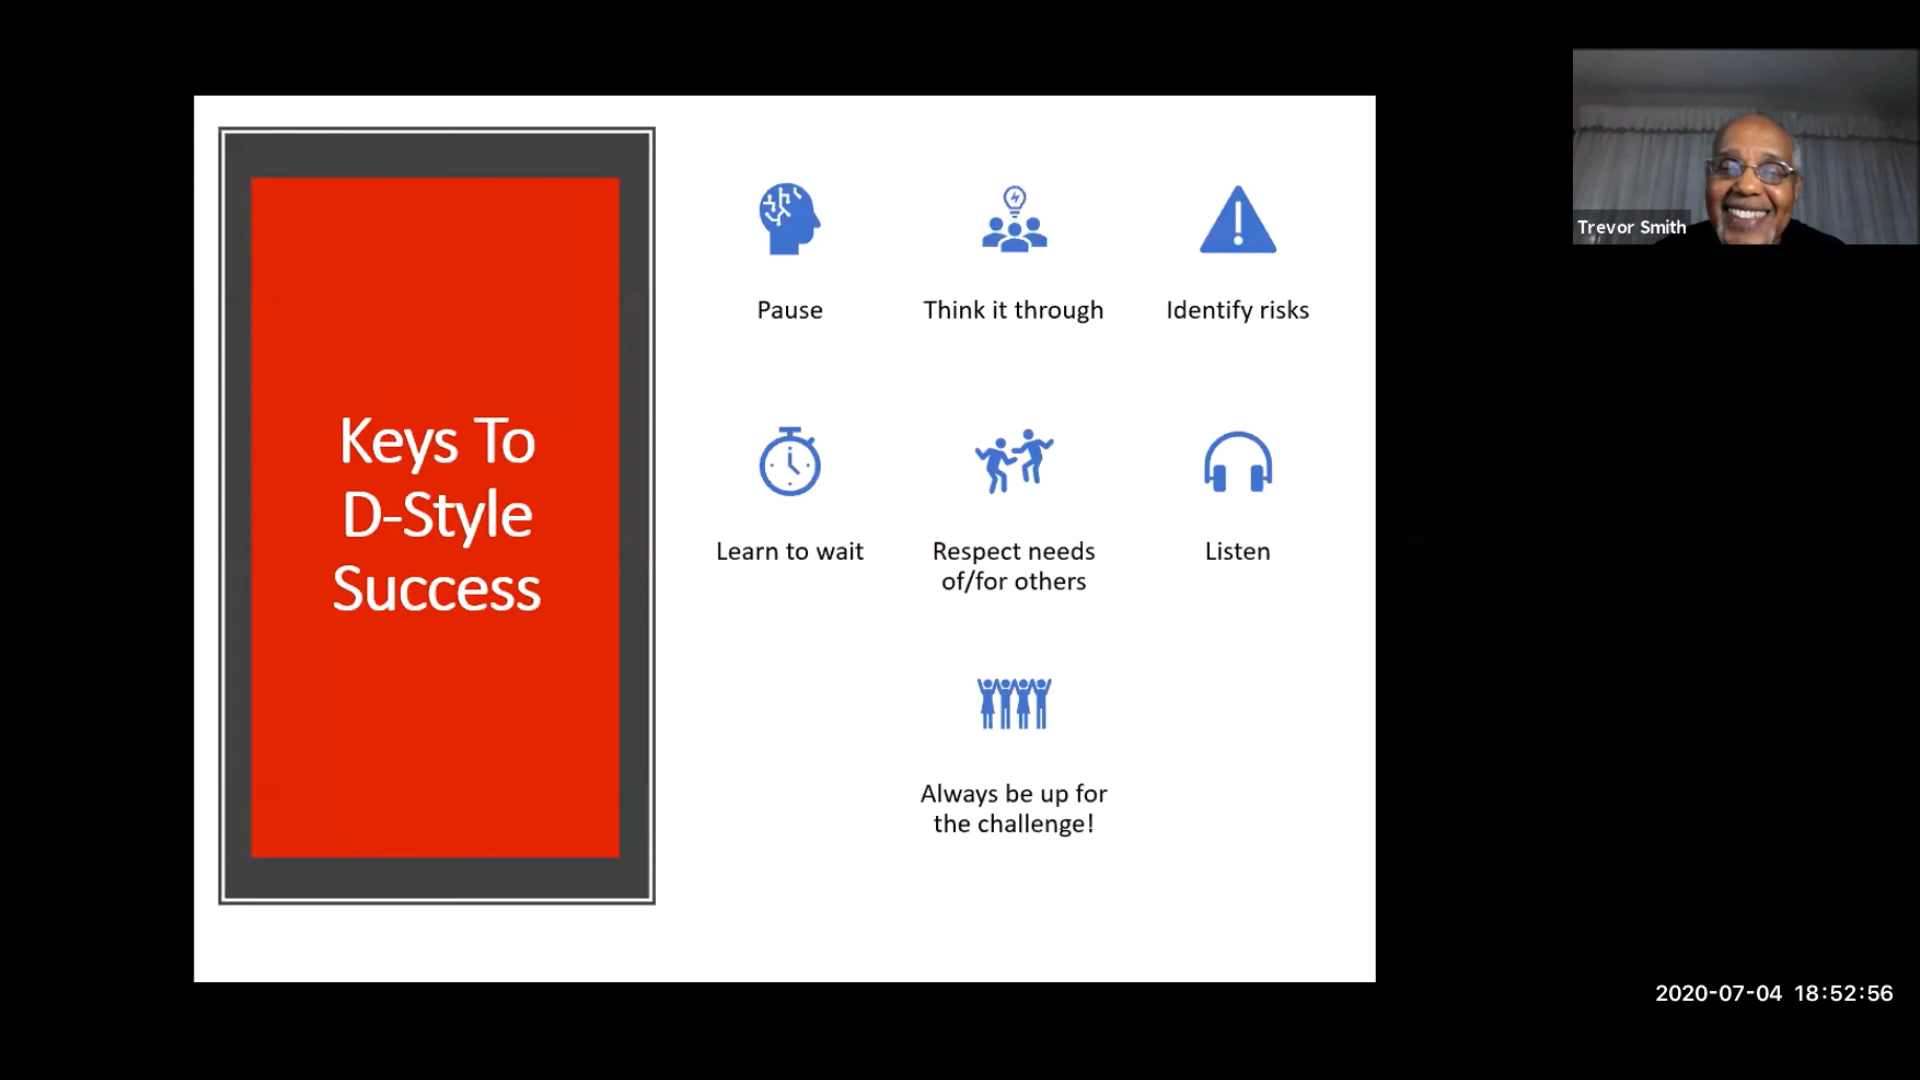 Keys To
D-Style
Success
Pause
Think it through
Identify risks
Learn to wait
Respect needs
of/for others
Listen
Always be up for
the challenge!
Trevor Smith
2020-07-04 18:52:56